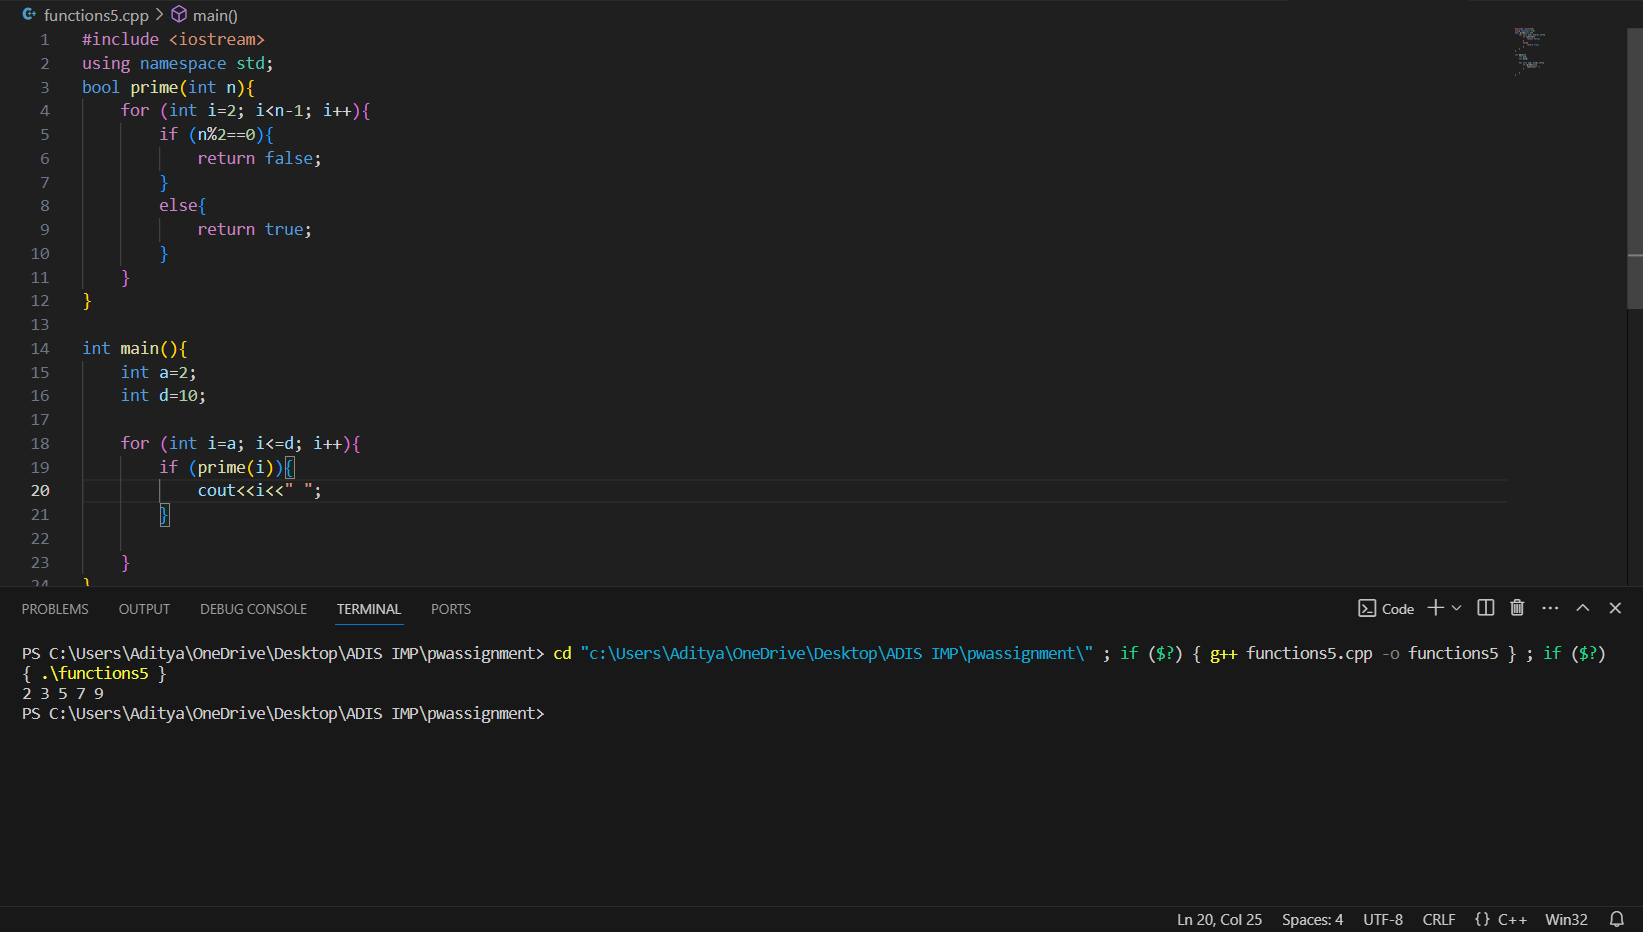 functions5.cpp > main()
1 #include <iostream>
2 using namespace std;
3 bool prime(int n){
4 for (int i=2; i<n-1; i++){
5 if (n%2==0){
6 return false;
7 }
8 else{
9 return true;
10 }
11 }
12 }
13
14 int main(){
15 int a=2;
16 int d=10;
17
18 for (int i=a; i<=d; i++){
19 if (prime(i)){
20 cout<<i<<" ";
21 }
22
23 }
24 }
PROBLEMS OUTPUT DEBUG CONSOLE TERMINAL PORTS Code
PS C:\Users\Aditya\OneDrive\Desktop\ADIS IMP\pwassignment> cd "c:\Users\Aditya\OneDrive\Desktop\ADIS IMP\pwassignment\" ; if ($?) { g++ functions5.cpp -o functions5 } ; if ($?)
{ .\functions5 }
2 3 5 7 9
PS C:\Users\Aditya\OneDrive\Desktop\ADIS IMP\pwassignment>
Ln 20, Col 25 Spaces: 4 UTF-8 CRLF {} C++ Win32